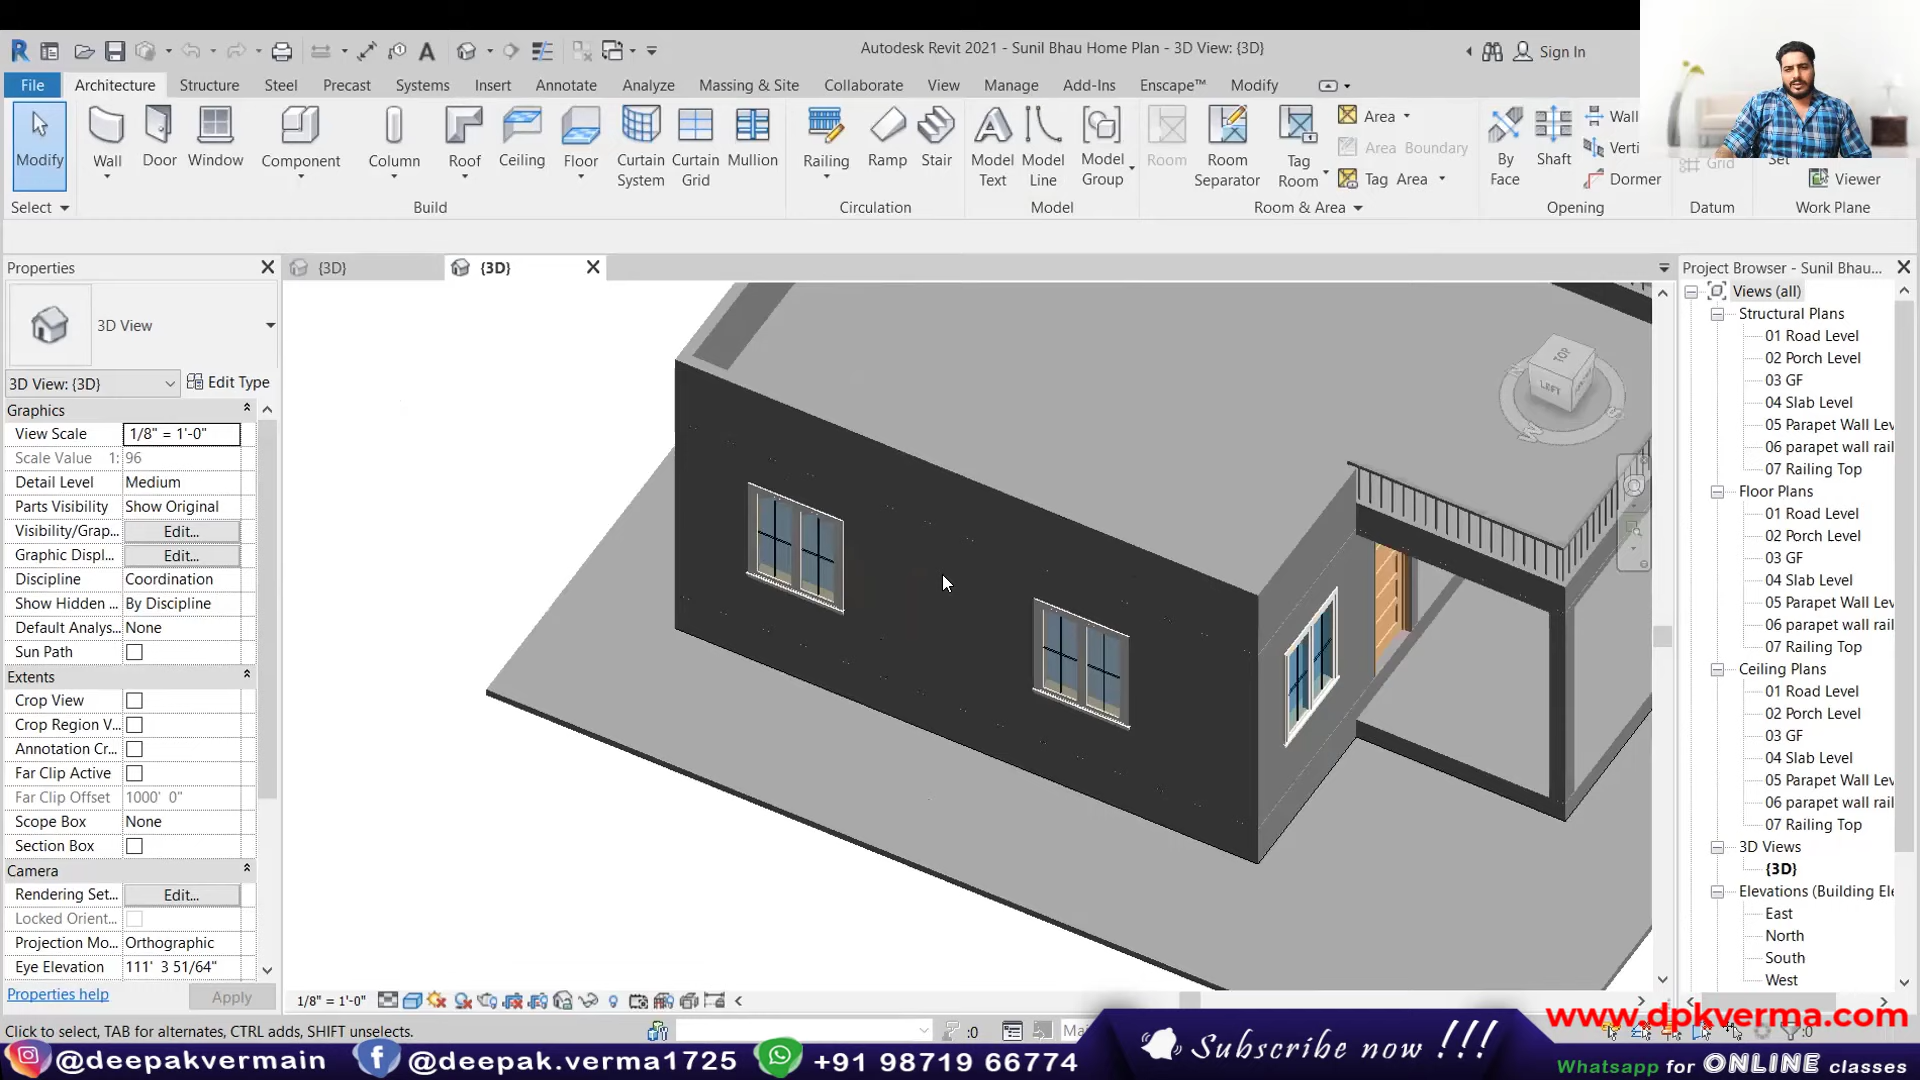 Autodesk Revit 2021 - Sunil Bhau Home Plan - 3D View: {3D}
Sign In
File Architecture Structure Steel Precast Systems Insert Annotate Analyze Massing & Site Collaborate View Manage Add-Ins Enscape™ Modify
Modify
Wall
Door
Window
Component
Column
Roof
Ceiling
Floor
Curtain System
Curtain Grid
Mullion
Railing
Ramp
Stair
Model Text
Model Line
Model Group
Room
Room Separator
Tag Room
Area
Area Boundary
Tag Area
By Face
Shaft
Wall
Verti
Dormer
Grid
Set
Viewer
Select
Build
Circulation
Model
Room & Area
Opening
Datum
Work Plane
Properties
{3D}
{3D}
Project Browser - Sunil Bhau...
3D View
3D View: {3D}
Edit Type
Graphics
View Scale 1/8" = 1'-0"
Scale Value 1: 96
Detail Level Medium
Parts Visibility Show Original
Visibility/Grap... Edit...
Graphic Displ... Edit...
Discipline Coordination
Show Hidden ... By Discipline
Default Analys... None
Sun Path
Extents
Crop View
Crop Region V...
Annotation Cr...
Far Clip Active
Far Clip Offset 1000' 0"
Scope Box None
Section Box
Camera
Rendering Set... Edit...
Locked Orient...
Projection Mo... Orthographic
Eye Elevation 111' 3 51/64"
Properties help
Apply
TOP
LEFT
S
W
Views (all)
Structural Plans
01 Road Level
02 Porch Level
03 GF
04 Slab Level
05 Parapet Wall Lev
06 parapet wall rail
07 Railing Top
Floor Plans
01 Road Level
02 Porch Level
03 GF
04 Slab Level
05 Parapet Wall Lev
06 parapet wall rail
07 Railing Top
Ceiling Plans
01 Road Level
02 Porch Level
03 GF
04 Slab Level
05 Parapet Wall Lev
06 parapet wall rail
07 Railing Top
3D Views
{3D}
Elevations (Building Ele
East
North
South
West
1/8" = 1'-0"
Click to select, TAB for alternates, CTRL adds, SHIFT unselects.
:0
Mai
:0
www.dpkverma.com
@deepakvermain
@deepak.verma1725
+91 98719 66774
Subscribe now !!!
Whatsapp for ONLINE classes